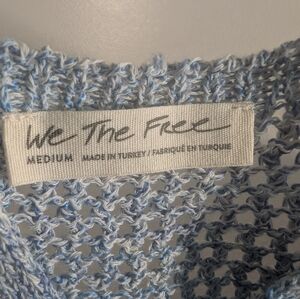 We The Free
MEDIUM MADE IN TURKEY / FABRIQUÉ EN TURQUIE